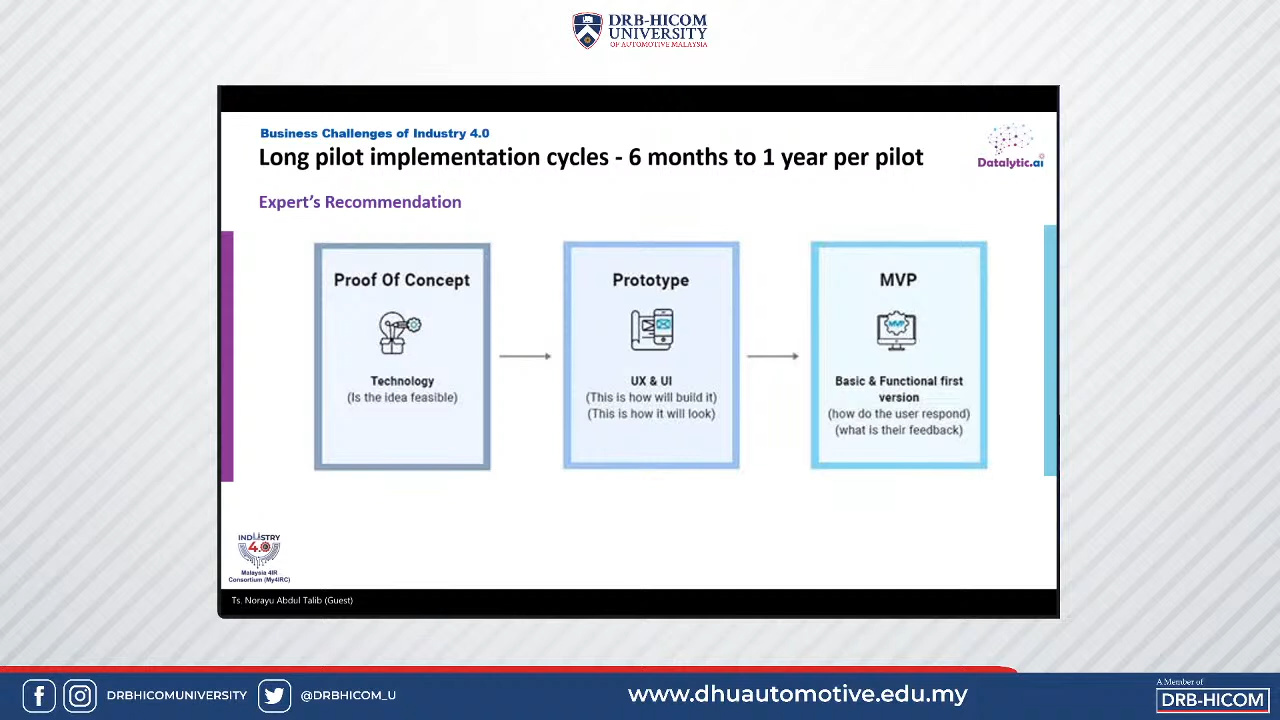 DRB-HICOM
UNIVERSITY
OF AUTOMOTIVE MALAYSIA
Business Challenges of Industry 4.0
Long pilot implementation cycles - 6 months to 1 year per pilot
Datalytic.ai
Expert's Recommendation
Proof Of Concept
Technology
(Is the idea feasible)
Prototype
UX & UI
(This is how will build it)
(This is how it will look)
MVP
MVP
Basic & Functional first
version
(how do the user respond)
(what is their feedback)
INDUSTRY
4.0
Malaysia 4IR
Consortium (My4IRC)
Ts. Norayu Abdul Talib (Guest)
DRBHICOMUNIVERSITY
@DRBHICOM_U
www.dhuautomotive.edu.my
A Member of
DRB-HICOM